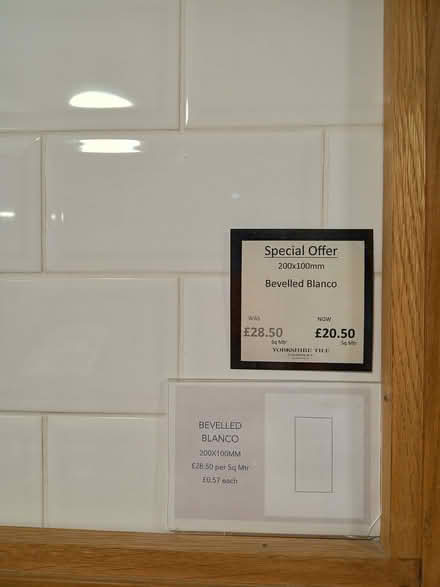 Special Offer
200x100mm
Bevelled Blanco
WAS NOW
£28.50 £20.50
Sq Mtr Sq Mtr
YORKSHIRE TILE
BEVELLED
BLANCO
200X100MM
£28.50 per Sq Mtr
£0.57 each